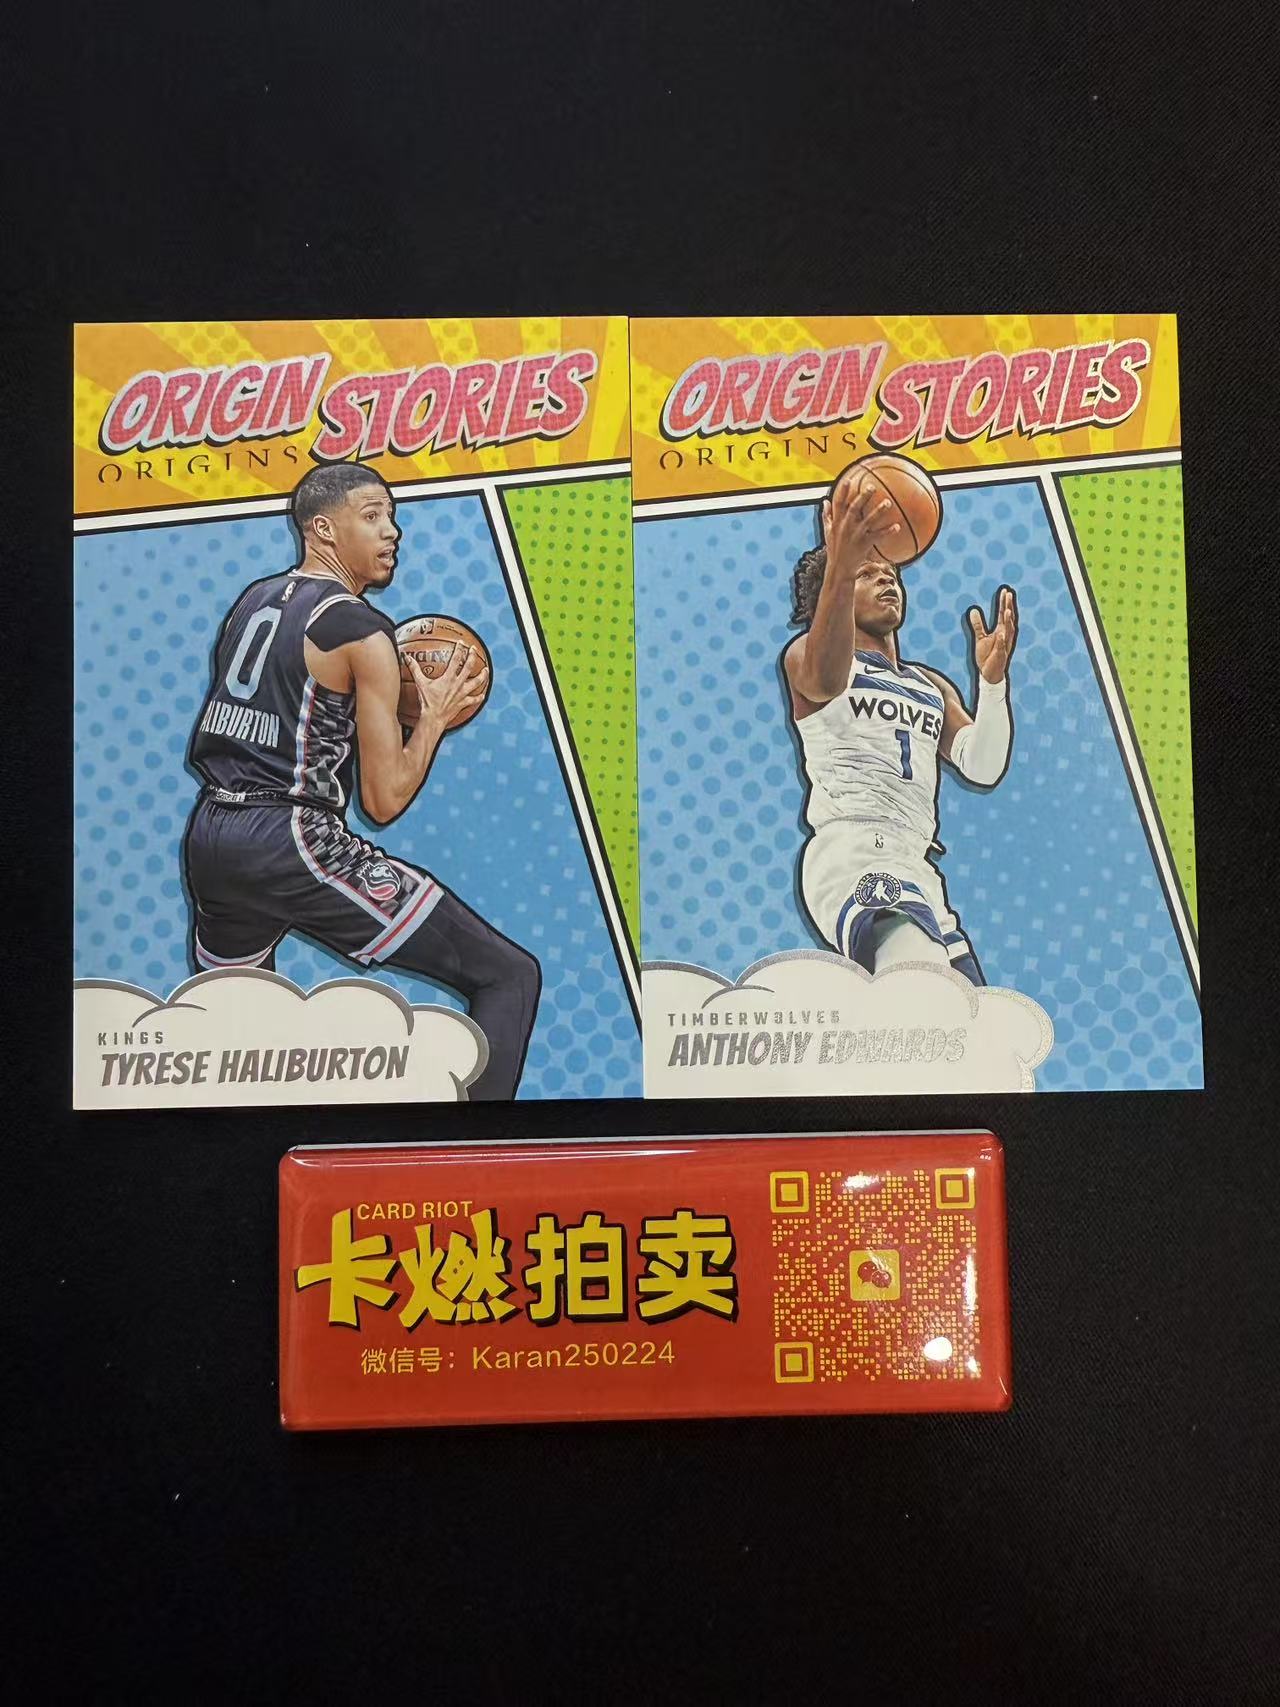 ORIGIN STORIES
ORIGINS
0
ALIBURTON
KINGS
TYRESE HALIBURTON
ORIGIN STORIES
ORIGINS
WOLVES
1
TIMBERWOLVES
ANTHONY EDWARDS
CARD RIOT
卡燃拍卖
微信号：Karan250224